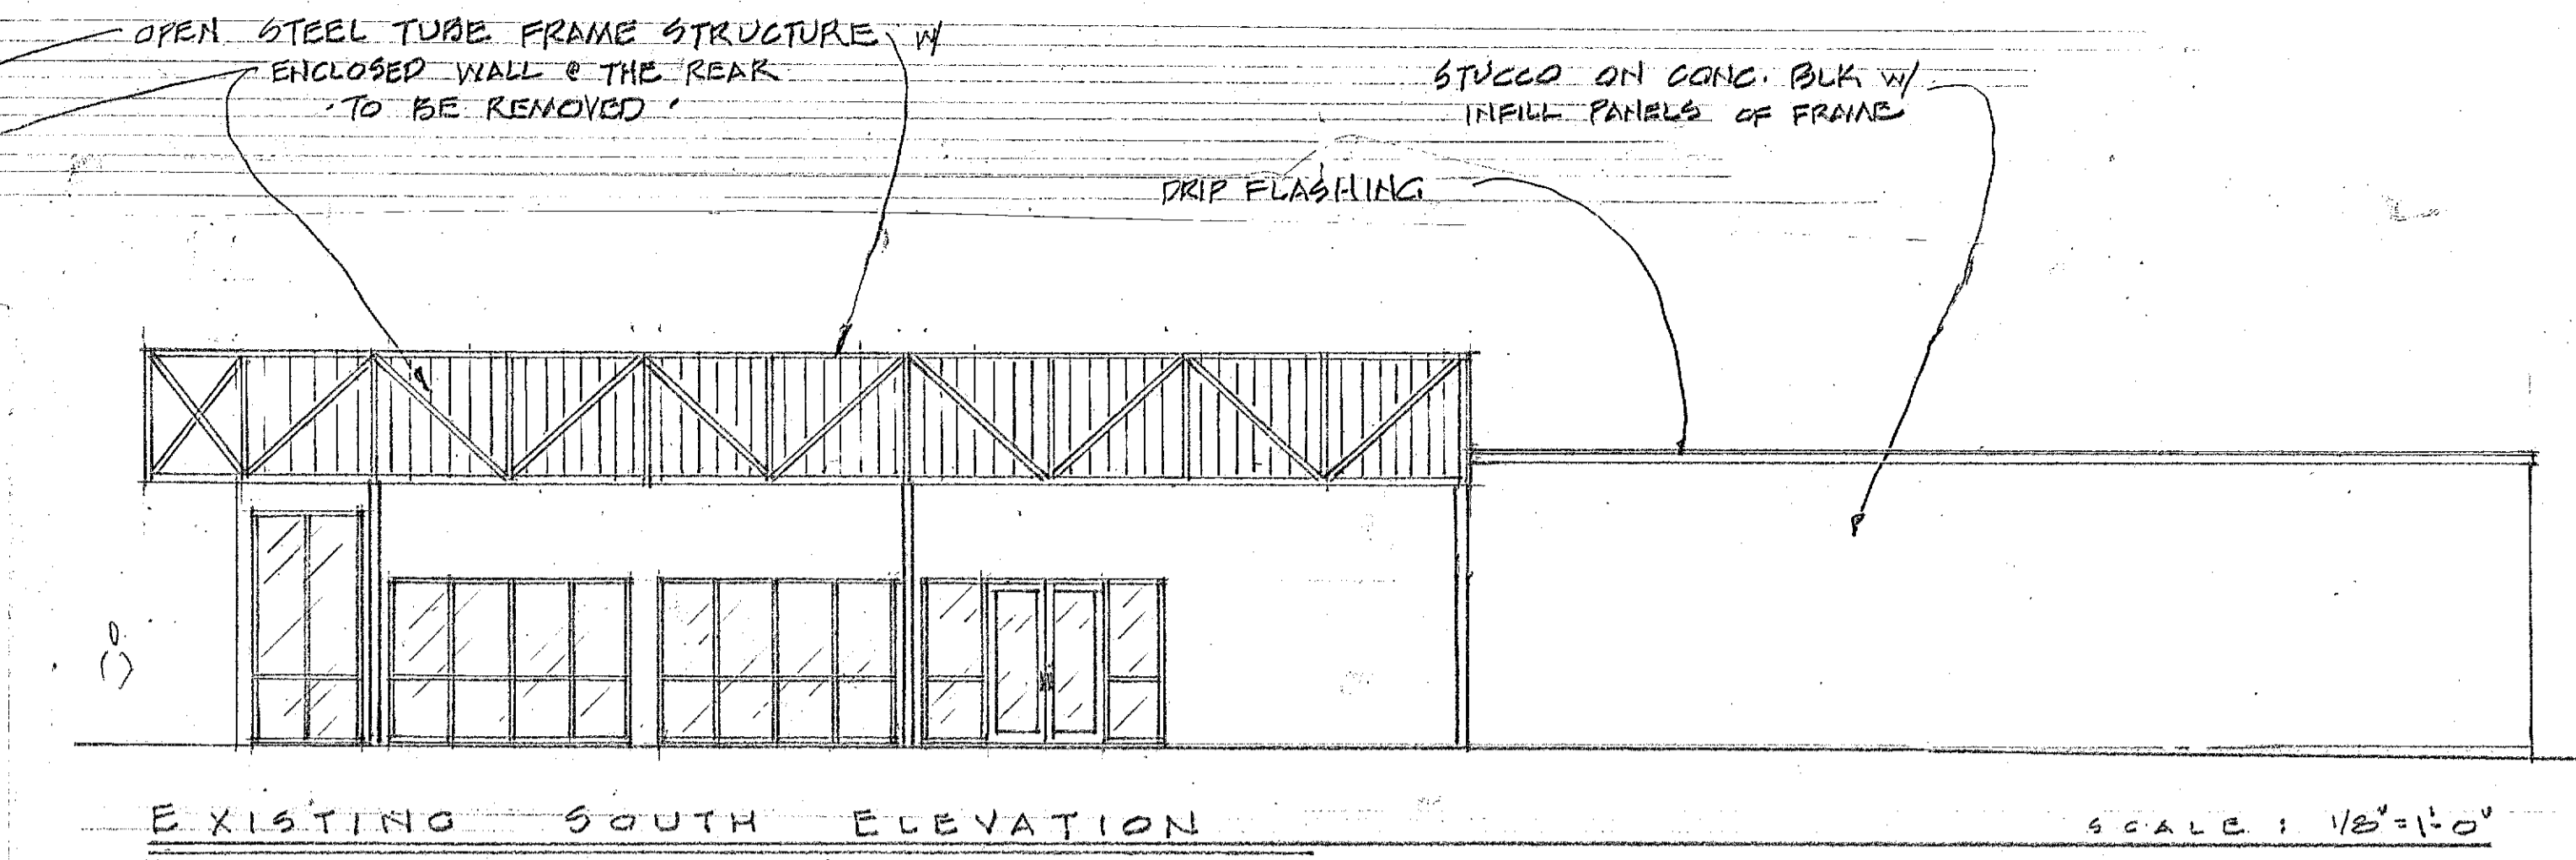 OPEN STEEL TUBE FRAME STRUCTURE w/
ENCLOSED WALL @ THE REAR
TO BE REMOVED
STUCCO ON CONC. BLK w/
INFILL PANELS OF FRAME
DRIP FLASHING
EXISTING SOUTH ELEVATION
SCALE: 1/8"=1'-0"